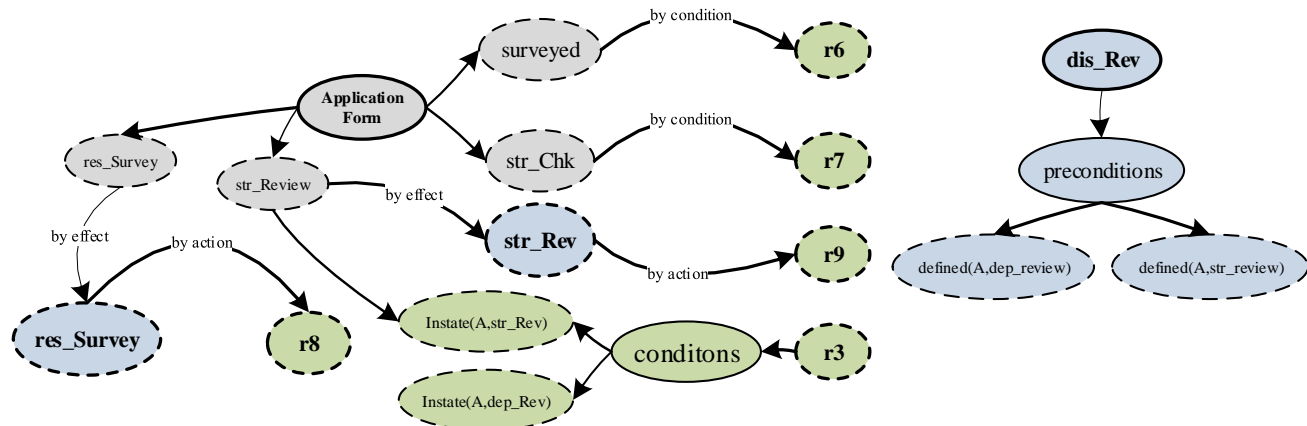 surveyed
by condition
r6
dis_Rev
Application
Form
res_Survey
str_Chk
by condition
r7
preconditions
str_Review
by effect
by effect
by action
str_Rev
by action
r9
defined(A,dep_review)
defined(A,str_review)
res_Survey
r8
Instate(A,str_Rev)
conditons
r3
Instate(A,dep_Rev)